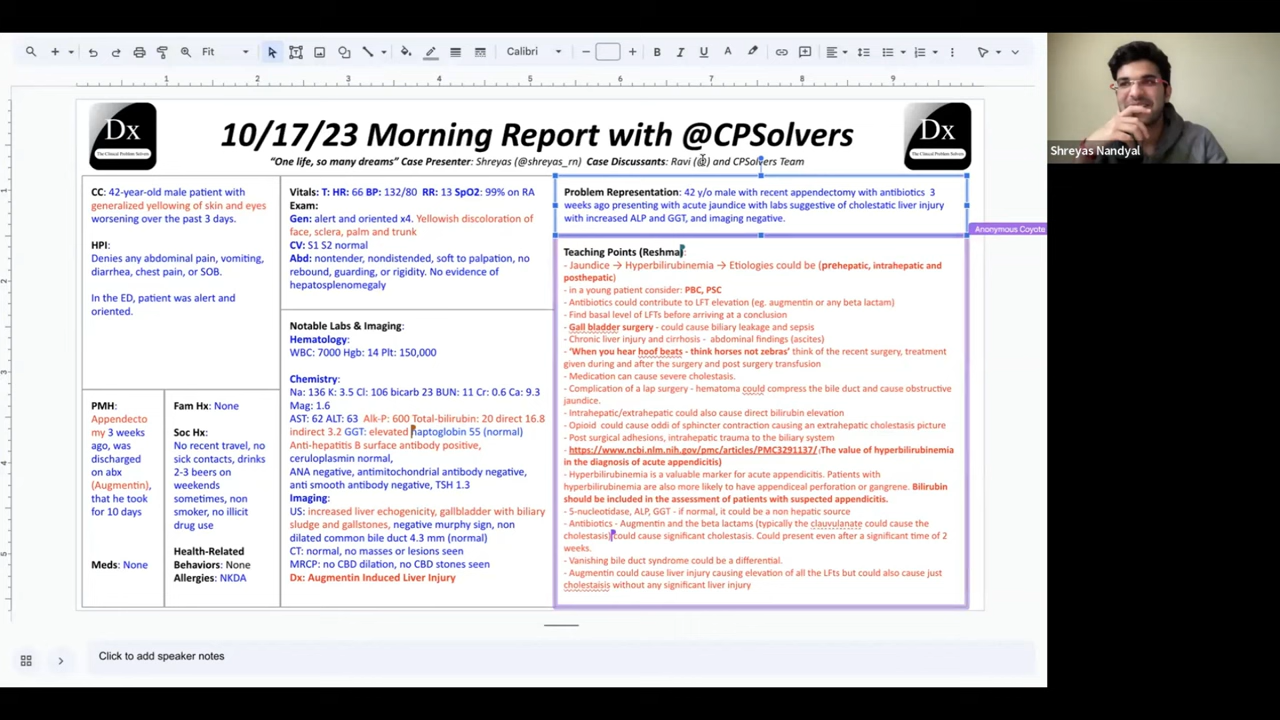 Fit
Calibri
B I U A
1 2 3 4 5 6 7 8 9
Dx
The Clinical Problem Solvers
10/17/23 Morning Report with @CPSolvers
Dx
The Clinical Problem Solvers
"One life, so many dreams" Case Presenter: Shreyas (@shreyas_rn) Case Discussants: Ravi (@) and CPSolvers Team
CC: 42-year-old male patient with
generalized yellowing of skin and eyes
worsening over the past 3 days.
HPI:
Denies any abdominal pain, vomiting,
diarrhea, chest pain, or SOB.
In the ED, patient was alert and
oriented.
PMH:
Appendecto
my 3 weeks
ago, was
discharged
on abx
(Augmentin),
that he took
for 10 days
Meds: None
Fam Hx: None
Soc Hx:
No recent travel, no
sick contacts, drinks
2-3 beers on
weekends
sometimes, non
smoker, no illicit
drug use
Health-Related
Behaviors: None
Allergies: NKDA
Vitals: T: HR: 66 BP: 132/80 RR: 13 SpO2: 99% on RA
Exam:
Gen: alert and oriented x4. Yellowish discoloration of
face, sclera, palm and trunk
CV: S1 S2 normal
Abd: nontender, nondistended, soft to palpation, no
rebound, guarding, or rigidity. No evidence of
hepatosplenomegaly
Notable Labs & Imaging:
Hematology:
WBC: 7000 Hgb: 14 Plt: 150,000
Chemistry:
Na: 136 K: 3.5 Cl: 106 bicarb 23 BUN: 11 Cr: 0.6 Ca: 9.3
Mag: 1.6
AST: 62 ALT: 63 Alk-P: 600 Total-bilirubin: 20 direct 16.8
indirect 3.2 GGT: elevated haptoglobin 55 (normal)
Anti-hepatitis B surface antibody positive,
ceruloplasmin normal,
ANA negative, antimitochondrial antibody negative,
anti smooth antibody negative, TSH 1.3
Imaging:
US: increased liver echogenicity, gallbladder with biliary
sludge and gallstones, negative murphy sign, non
dilated common bile duct 4.3 mm (normal)
CT: normal, no masses or lesions seen
MRCP: no CBD dilation, no CBD stones seen
Dx: Augmentin Induced Liver Injury
Problem Representation: 42 y/o male with recent appendectomy with antibiotics 3
weeks ago presenting with acute jaundice with labs suggestive of cholestatic liver injury
with increased ALP and GGT, and imaging negative.
Anonymous Coyote
Teaching Points (Reshma):
- Jaundice → Hyperbilirubinemia → Etiologies could be (prehepatic, intrahepatic and
posthepatic)
- in a young patient consider: PBC, PSC
- Antibiotics could contribute to LFT elevation (eg. augmentin or any beta lactam)
- Find basal level of LFTs before arriving at a conclusion
- Gall bladder surgery - could cause biliary leakage and sepsis
- Chronic liver injury and cirrhosis - abdominal findings (ascites)
- 'When you hear hoof beats - think horses not zebras' think of the recent surgery, treatment
given during and after the surgery and post surgery transfusion
- Medication can cause severe cholestasis.
- Complication of a lap surgery - hematoma could compress the bile duct and cause obstructive
jaundice.
- Intrahepatic/extrahepatic could also cause direct bilirubin elevation
- Opioid could cause oddi of sphincter contraction causing an extrahepatic cholestasis picture
- Post surgical adhesions, intrahepatic trauma to the biliary system
- https://www.ncbi.nlm.nih.gov/pmc/articles/PMC3291137/ (The value of hyperbilirubinemia
in the diagnosis of acute appendicitis)
- Hyperbilirubinemia is a valuable marker for acute appendicitis. Patients with
hyperbilirubinemia are also more likely to have appendiceal perforation or gangrene. Bilirubin
should be included in the assessment of patients with suspected appendicitis.
- 5-nucleotidase, ALP, GGT - if normal, it could be a non hepatic source
- Antibiotics - Augmentin and the beta lactams (typically the clauvulanate could cause the
cholestasis) could cause significant cholestasis. Could present even after a significant time of 2
weeks.
- Vanishing bile duct syndrome could be a differential.
- Augmentin could cause liver injury causing elevation of all the LFTs but could also cause just
cholestaisis without any significant liver injury
Click to add speaker notes
Shreyas Nandyal